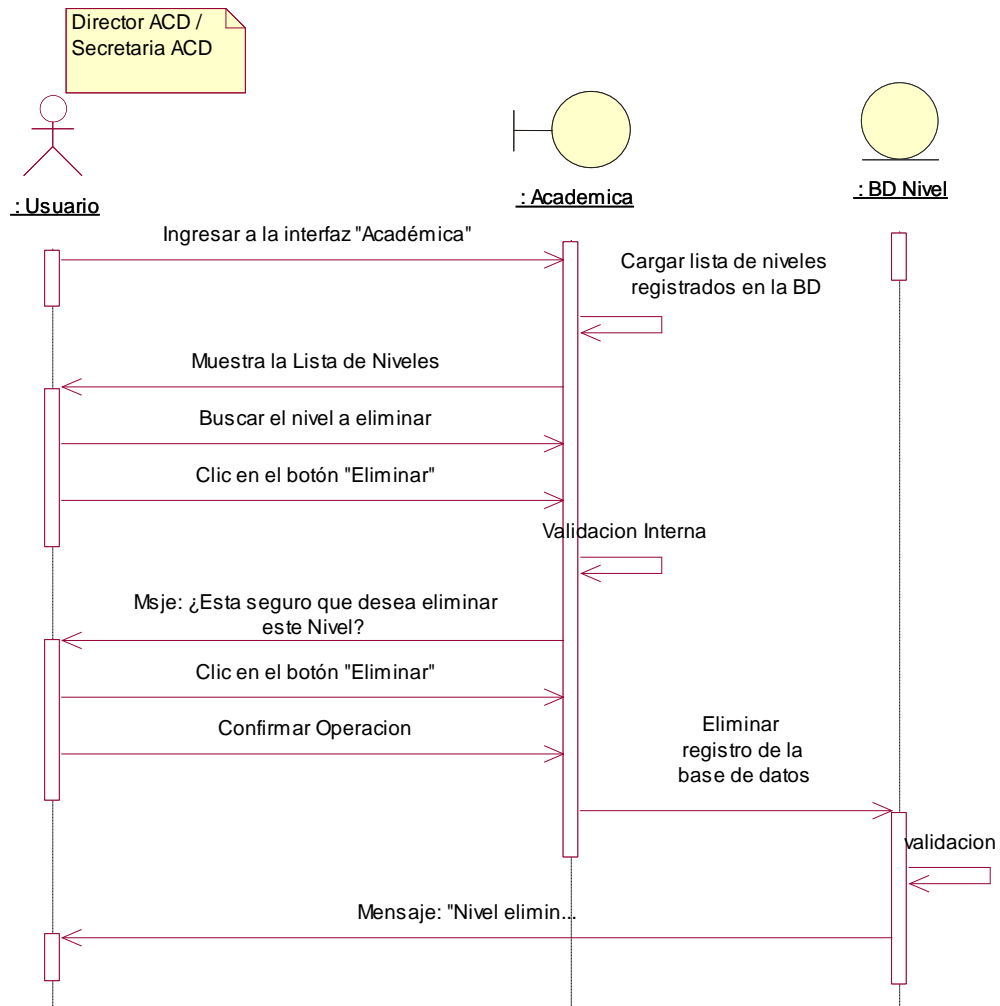 Director ACD /
Secretaria ACD
: Usuario
: Academica
: BD Nivel
Ingresar a la interfaz "Académica"
Cargar lista de niveles
registrados en la BD
Muestra la Lista de Niveles
Buscar el nivel a eliminar
Clic en el botón "Eliminar"
Validacion Interna
Msje: ¿Esta seguro que desea eliminar
este Nivel?
Clic en el botón "Eliminar"
Confirmar Operacion
Eliminar
registro de la
base de datos
validacion
Mensaje: "Nivel elimin...